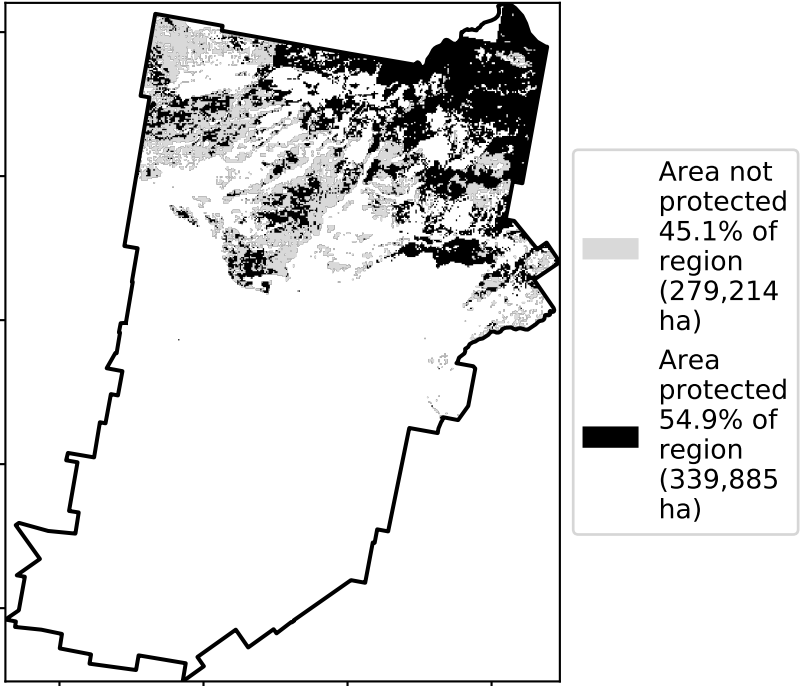 Area not
protected
45.1% of
region
(279,214
ha)
Area
protected
54.9% of
region
(339,885
ha)